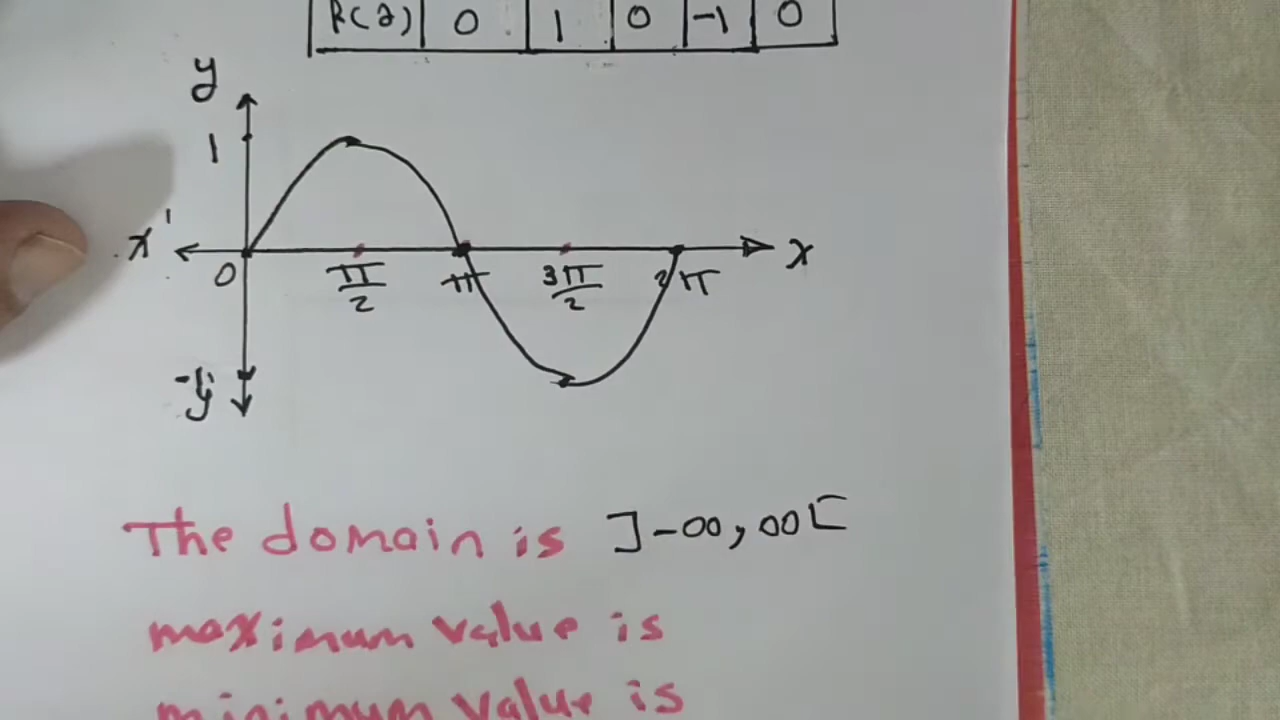 R(2) 0 1 0 -1 0
y
1
x' 0 π/2 π 3π/2 2π x
-y'
The domain is ]-∞, ∞[
maximum value is
minimum value is